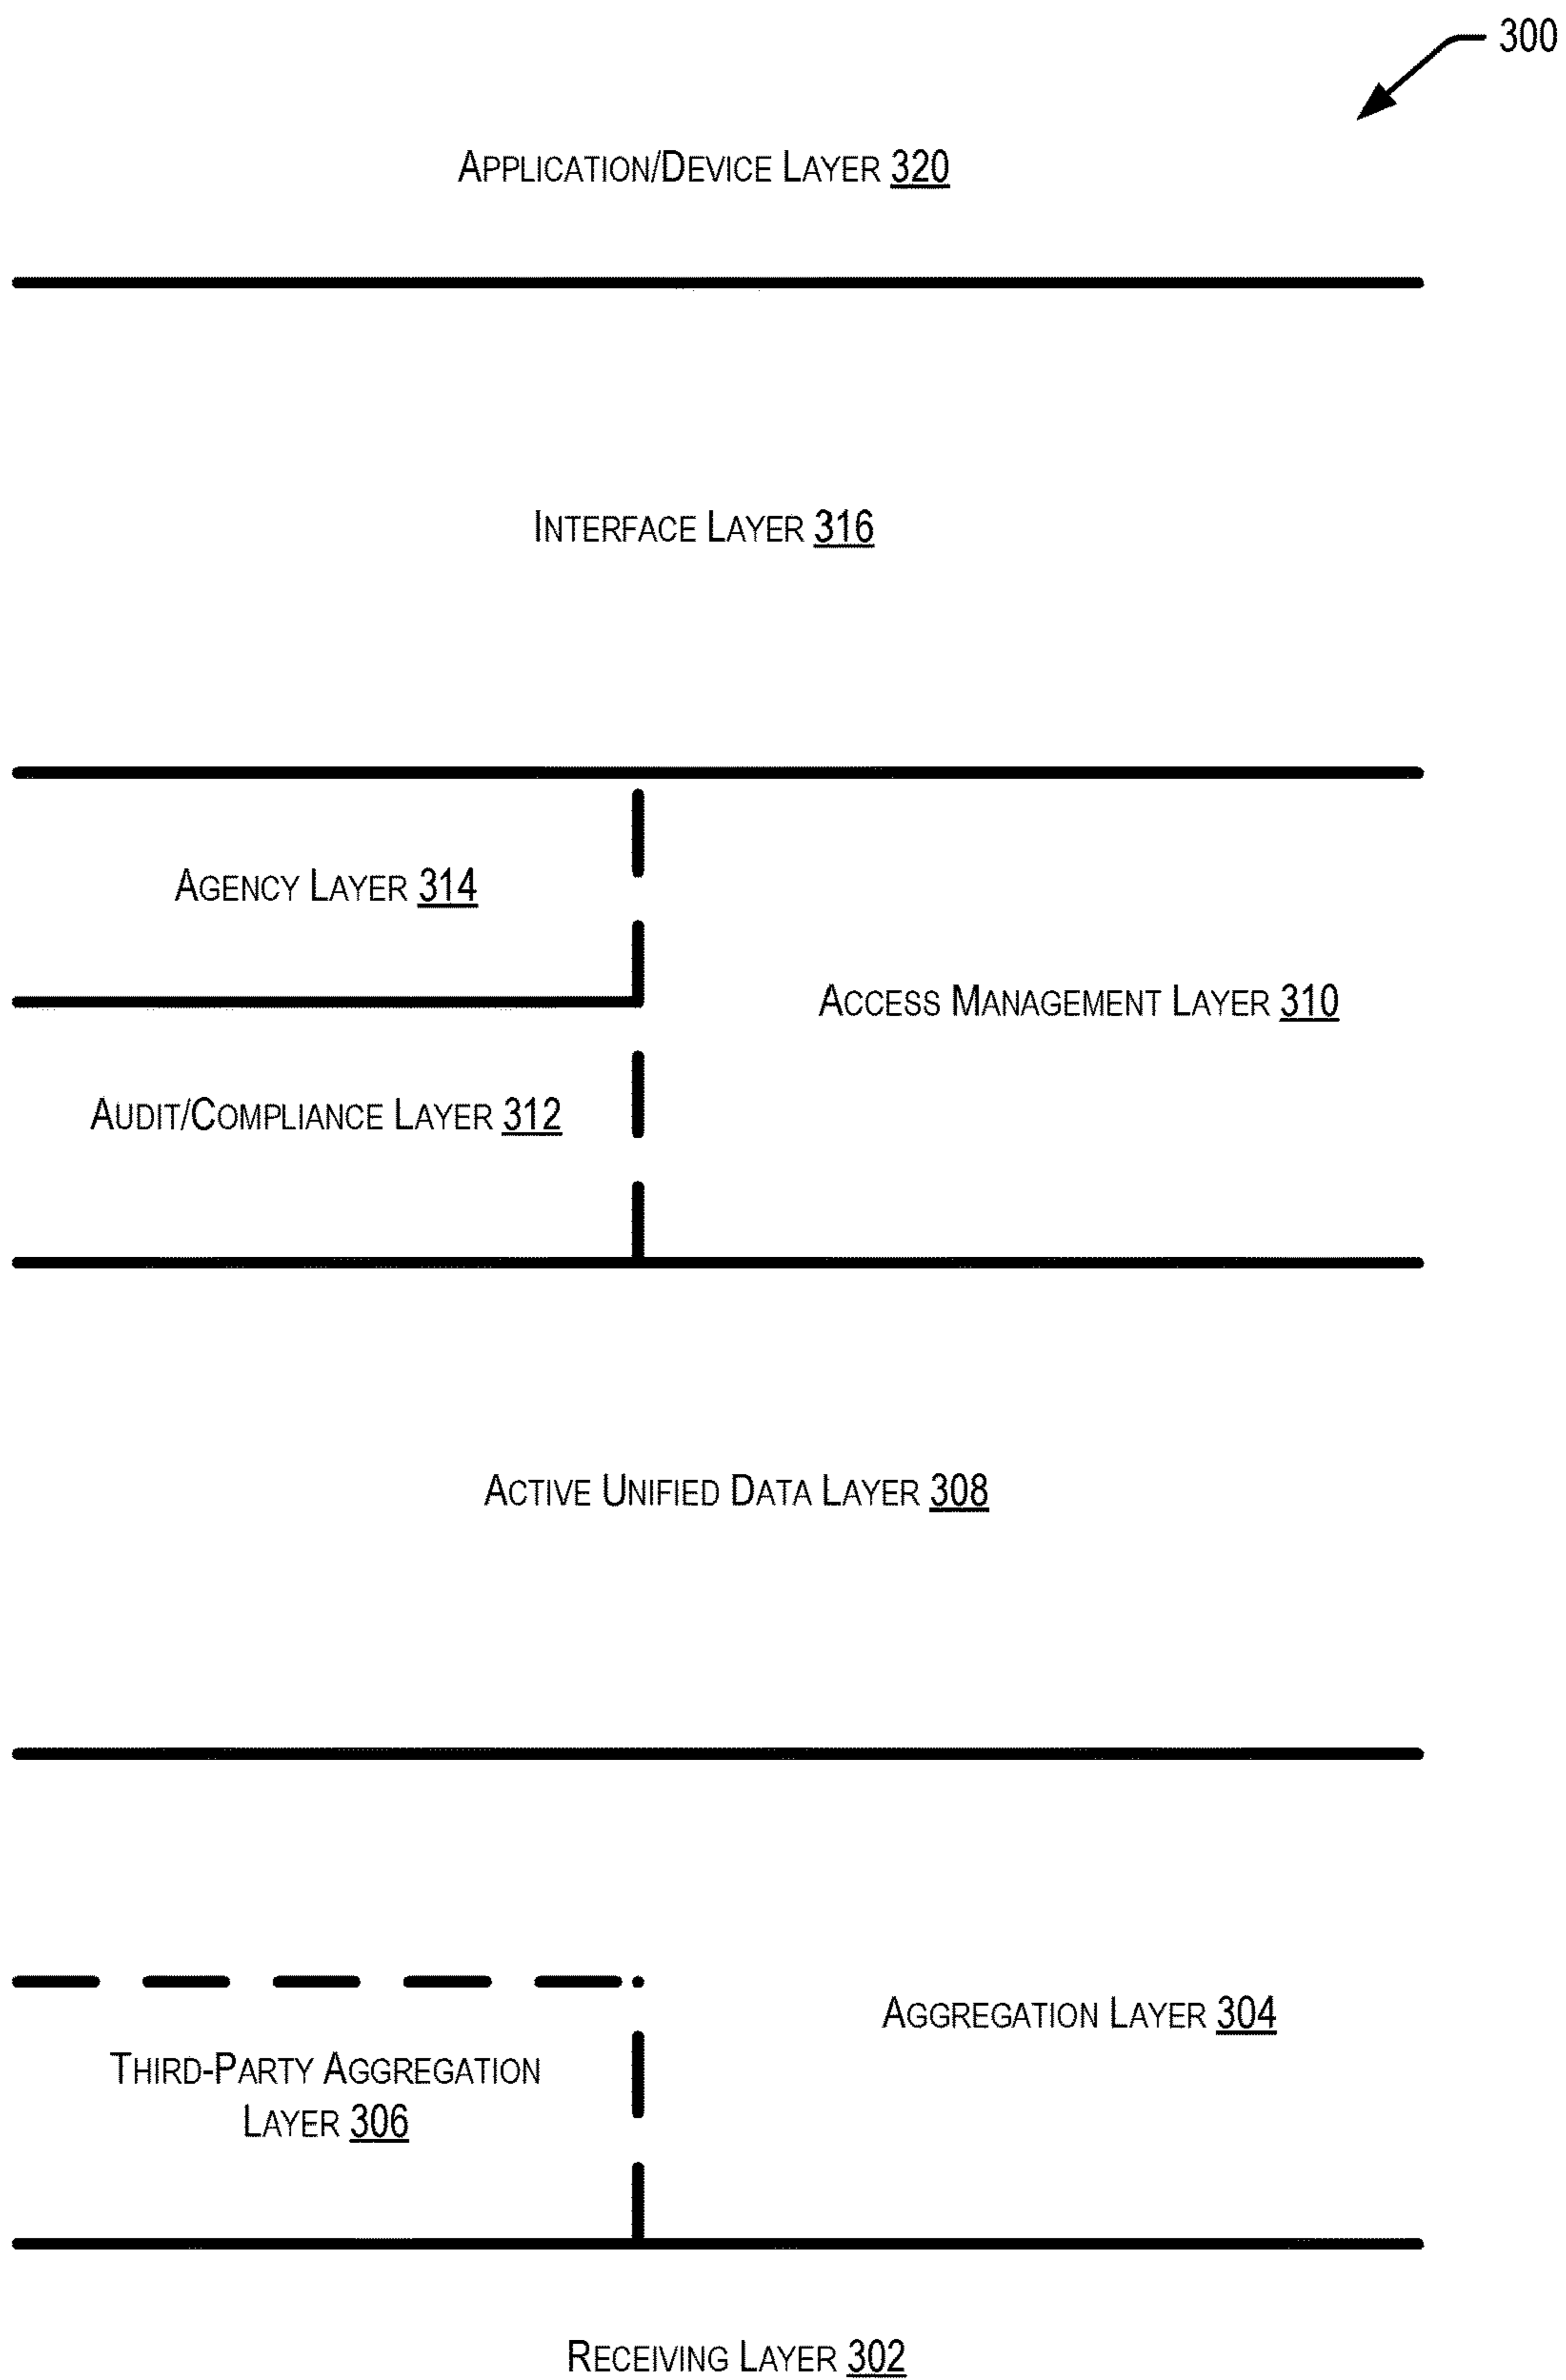 300
APPLICATION/DEVICE LAYER 320
INTERFACE LAYER 316
AGENCY LAYER 314
ACCESS MANAGEMENT LAYER 310
AUDIT/COMPLIANCE LAYER 312
ACTIVE UNIFIED DATA LAYER 308
AGGREGATION LAYER 304
THIRD-PARTY AGGREGATION
LAYER 306
RECEIVING LAYER 302